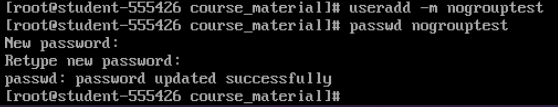 [root@student-555426 course_material]# useradd -m nogrouptest
[root@student-555426 course_material]# passwd nogrouptest
New password:
Retype new password:
passwd: password updated successfully
[root@student-555426 course_material]#